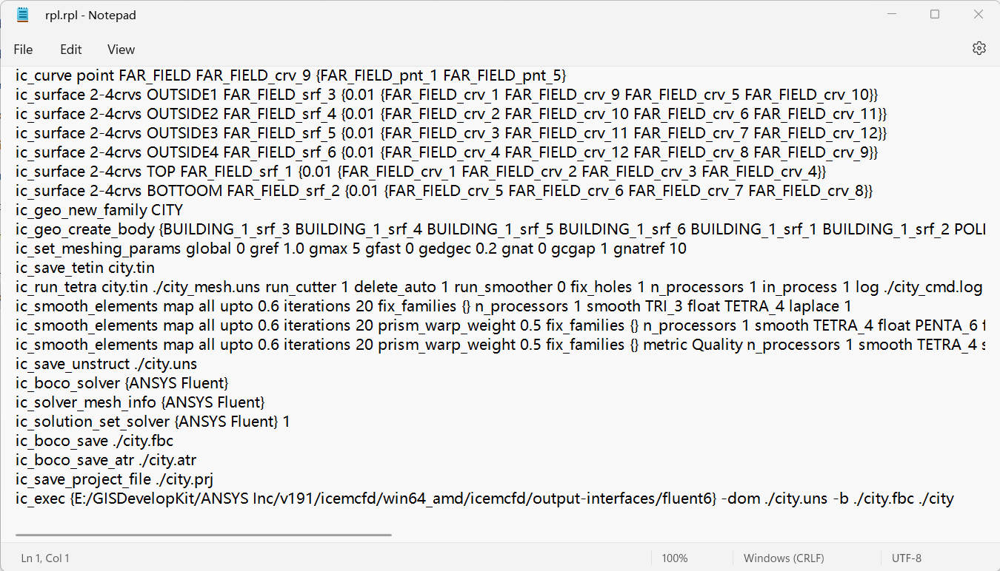 rpl.rpl - Notepad
File Edit View
ic_curve point FAR_FIELD FAR_FIELD_crv_9 {FAR_FIELD_pnt_1 FAR_FIELD_pnt_5}
ic_surface 2-4crvs OUTSIDE1 FAR_FIELD_srf_3 {0.01 {FAR_FIELD_crv_1 FAR_FIELD_crv_9 FAR_FIELD_crv_5 FAR_FIELD_crv_10}}
ic_surface 2-4crvs OUTSIDE2 FAR_FIELD_srf_4 {0.01 {FAR_FIELD_crv_2 FAR_FIELD_crv_10 FAR_FIELD_crv_6 FAR_FIELD_crv_11}}
ic_surface 2-4crvs OUTSIDE3 FAR_FIELD_srf_5 {0.01 {FAR_FIELD_crv_3 FAR_FIELD_crv_11 FAR_FIELD_crv_7 FAR_FIELD_crv_12}}
ic_surface 2-4crvs OUTSIDE4 FAR_FIELD_srf_6 {0.01 {FAR_FIELD_crv_4 FAR_FIELD_crv_12 FAR_FIELD_crv_8 FAR_FIELD_crv_9}}
ic_surface 2-4crvs TOP FAR_FIELD_srf_1 {0.01 {FAR_FIELD_crv_1 FAR_FIELD_crv_2 FAR_FIELD_crv_3 FAR_FIELD_crv_4}}
ic_surface 2-4crvs BOTTOOM FAR_FIELD_srf_2 {0.01 {FAR_FIELD_crv_5 FAR_FIELD_crv_6 FAR_FIELD_crv_7 FAR_FIELD_crv_8}}
ic_geo_new_family CITY
ic_geo_create_body {BUILDING_1_srf_3 BUILDING_1_srf_4 BUILDING_1_srf_5 BUILDING_1_srf_6 BUILDING_1_srf_1 BUILDING_1_srf_2
ic_set_meshing_params global 0 gref 1.0 gmax 5 gfast 0 gedgec 0.2 gnat 0 gcgap 1 gnatref 10
ic_save_tetin city.tin
ic_run_tetra city.tin ./city_mesh.uns run_cutter 1 delete_auto 1 run_smoother 0 fix_holes 1 n_processors 1 in_process 1 log ./city_cmd.log
ic_smooth_elements map all upto 0.6 iterations 20 fix_families {} n_processors 1 smooth TRI_3 float TETRA_4 laplace 1
ic_smooth_elements map all upto 0.6 iterations 20 prism_warp_weight 0.5 fix_families {} n_processors 1 smooth TETRA_4 float PENTA_6
ic_smooth_elements map all upto 0.6 iterations 20 prism_warp_weight 0.5 fix_families {} metric Quality n_processors 1 smooth TETRA_4
ic_save_unstruct ./city.uns
ic_boco_solver {ANSYS Fluent}
ic_solver_mesh_info {ANSYS Fluent}
ic_solution_set_solver {ANSYS Fluent} 1
ic_boco_save ./city.fbc
ic_boco_save_atr ./city.atr
ic_save_project_file ./city.prj
ic_exec {E:/GISDevelopKit/ANSYS Inc/v191/icemcfd/win64_amd/icemcfd/output-interfaces/fluent6} -dom ./city.uns -b ./city.fbc ./city
Ln 1, Col 1 100% Windows (CRLF) UTF-8